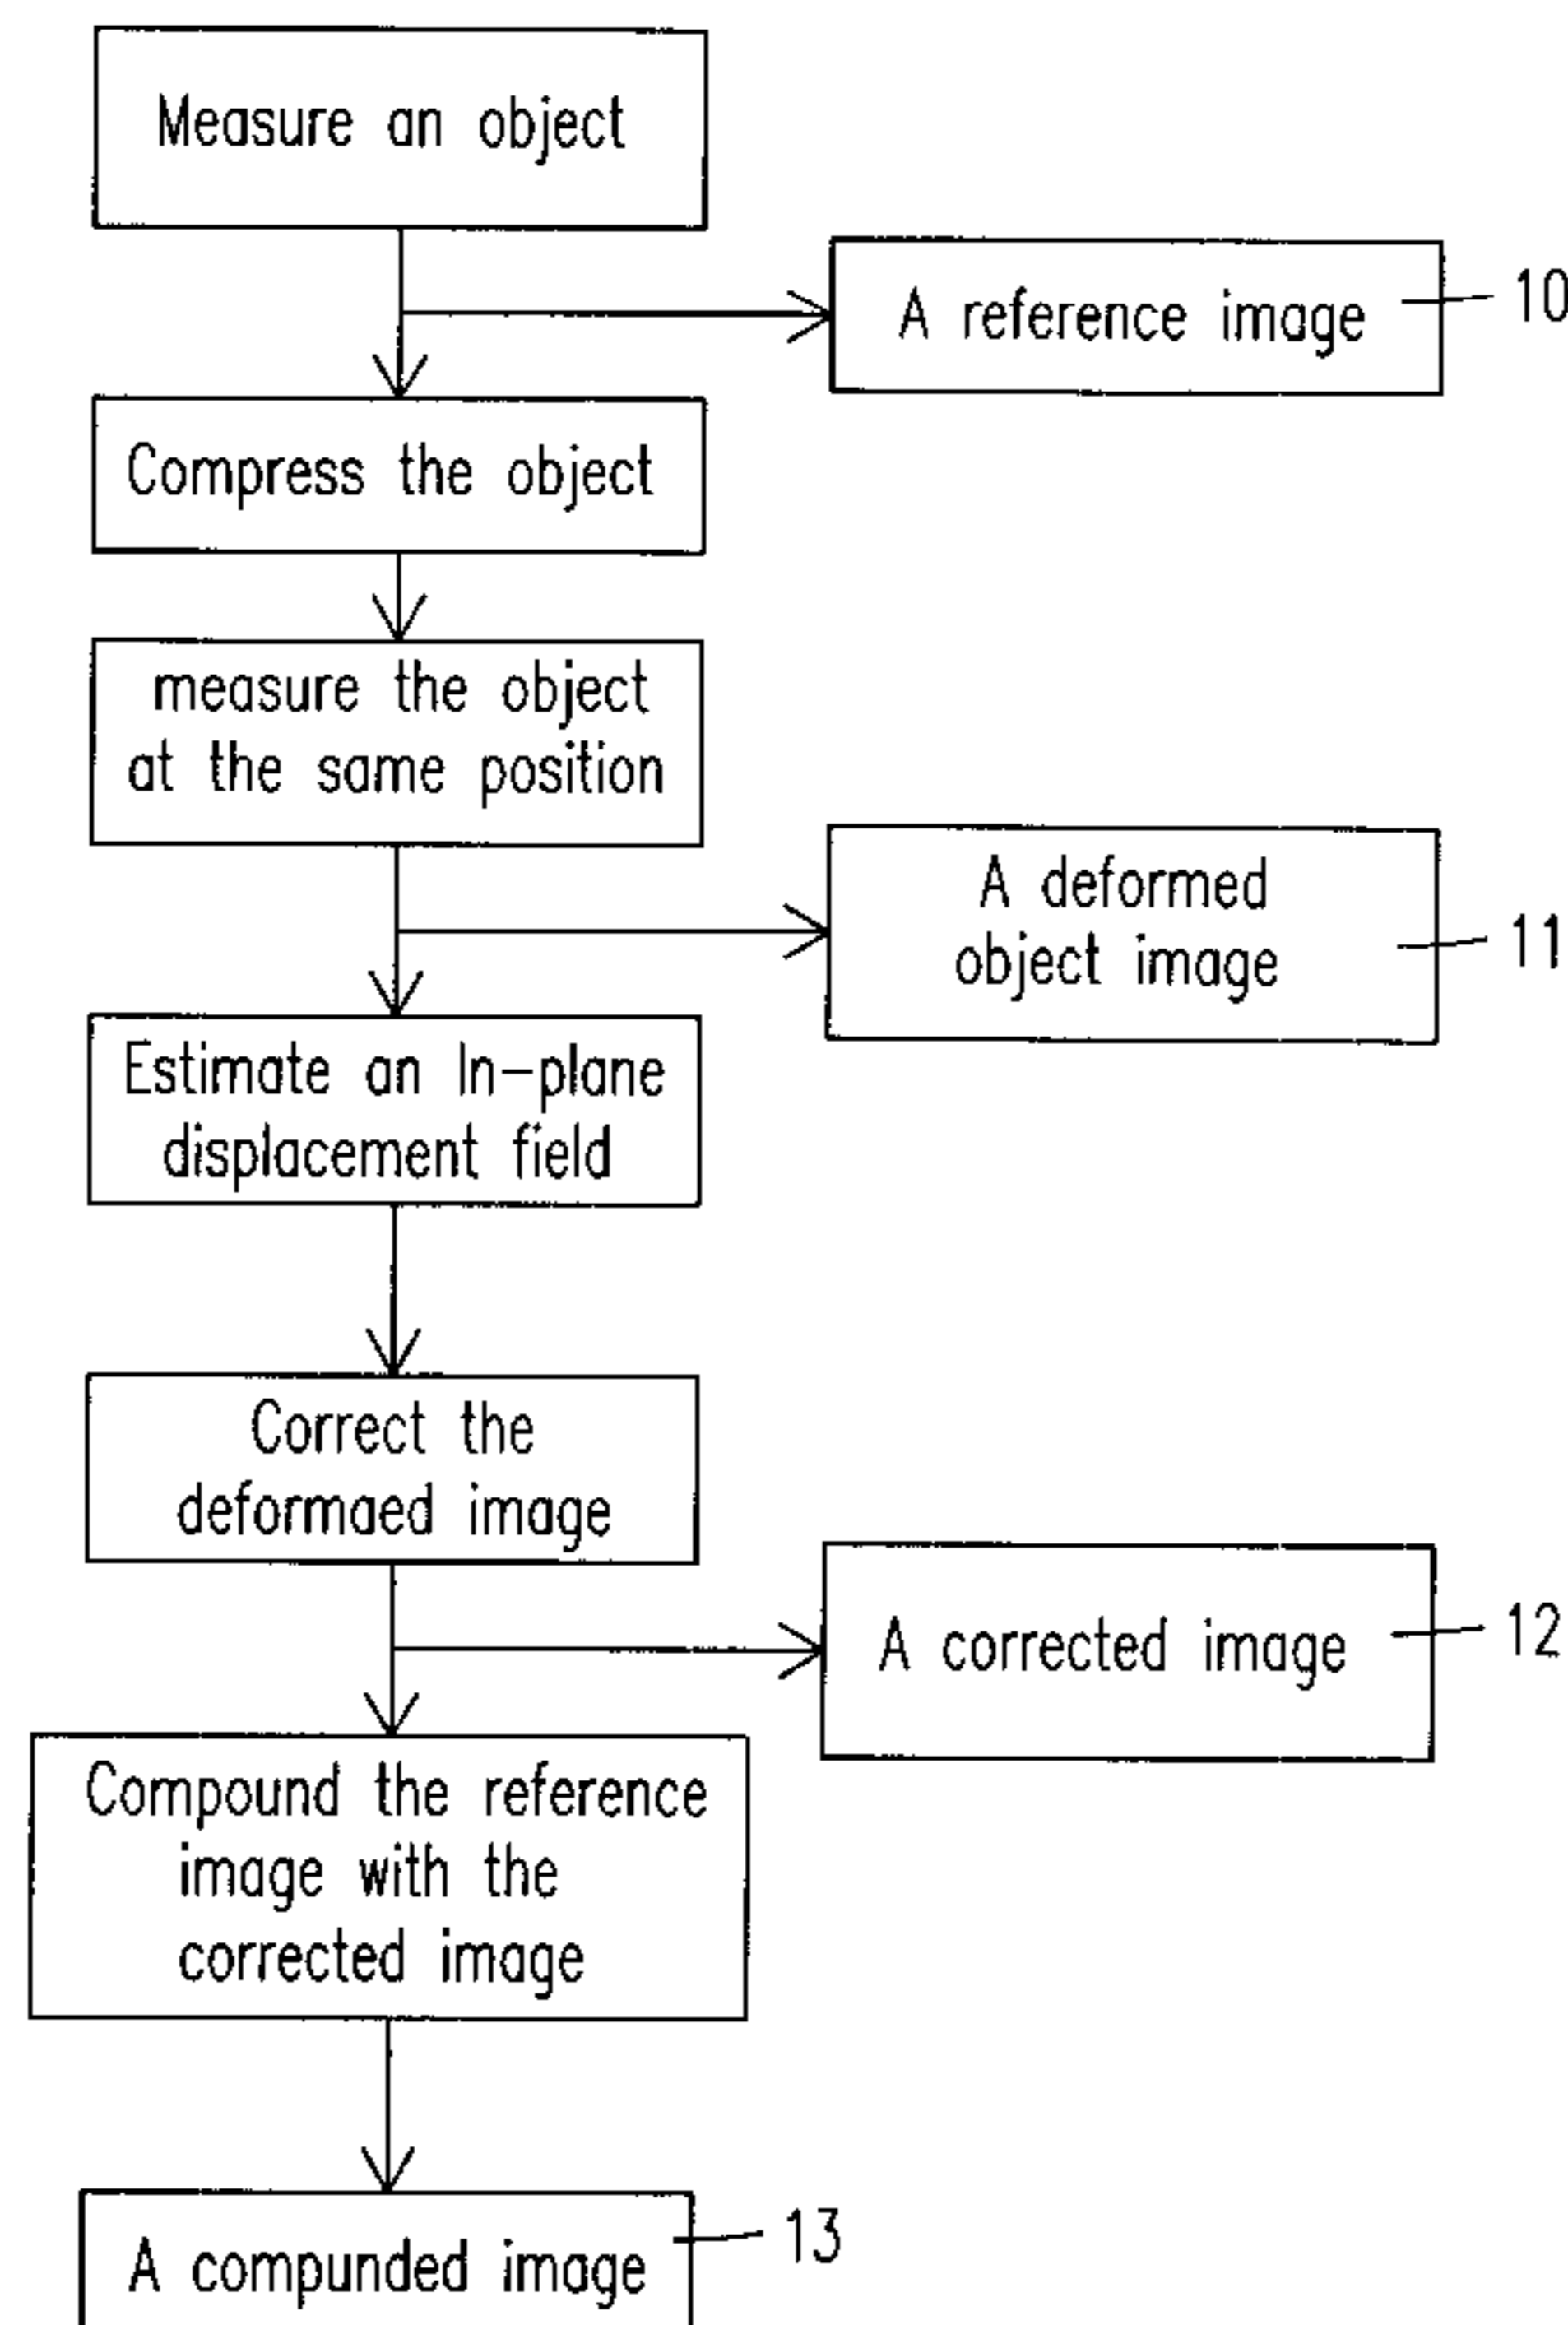 Measure an object
A reference image
10
Compress the object
measure the object
at the same position
A deformed
object image
11
Estimate an In-plane
displacement field
Correct the
deformaed image
A corrected image
12
Compound the reference
image with the
corrected image
A compunded image
13